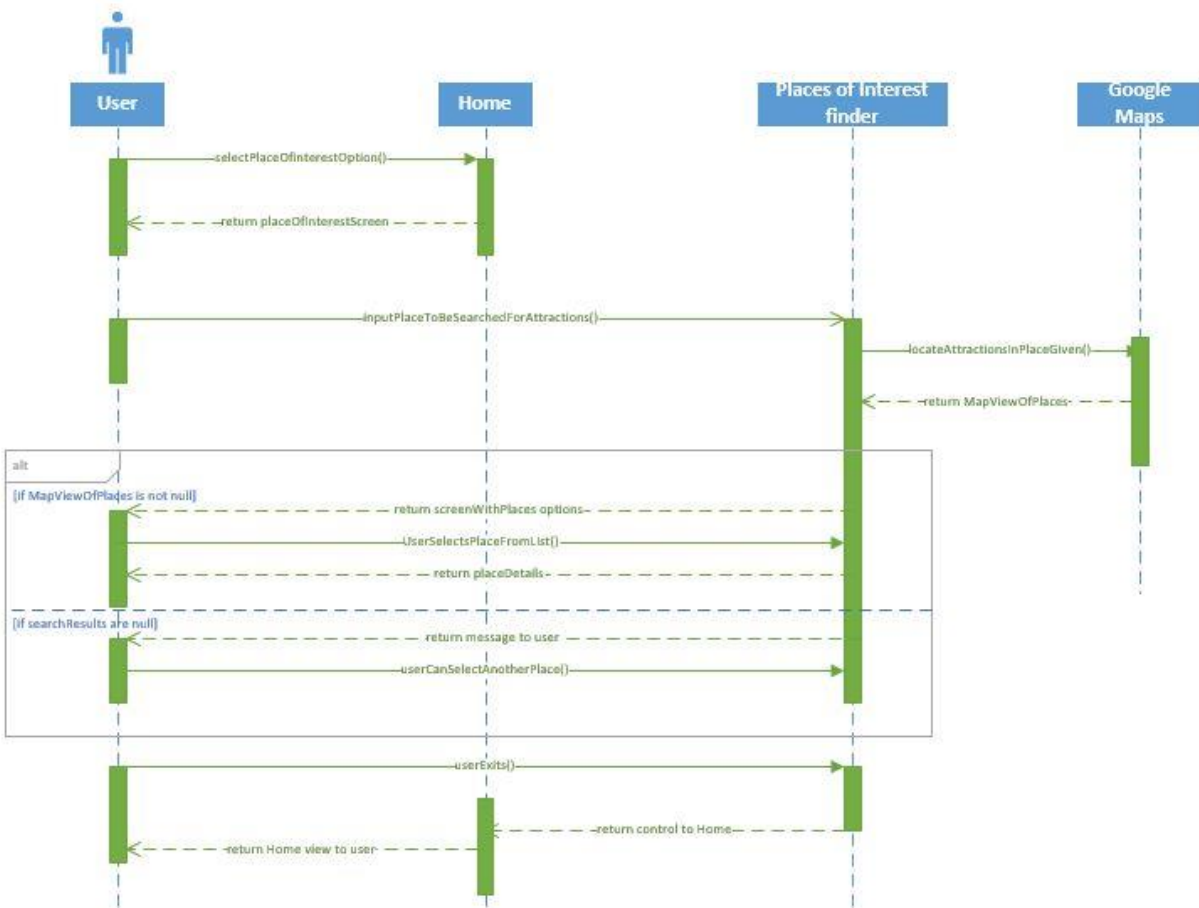 User
Home
Places of Interest
finder
Google
Maps
selectPlaceOfInterestOption()
return placeOfInterestScreen
inputPlaceToBeSearchedForAttractions()
locateAttractionsInPlaceGiven()
return MapViewOfPlaces
alt
[if MapViewOfPlaces is not null]
return screenWithPlaces options
UserSelectsPlaceFromList()
return placeDetails
[if searchResults are null]
return message to user
userCanSelectAnotherPlace()
userExits()
return control to Home
return Home view to user